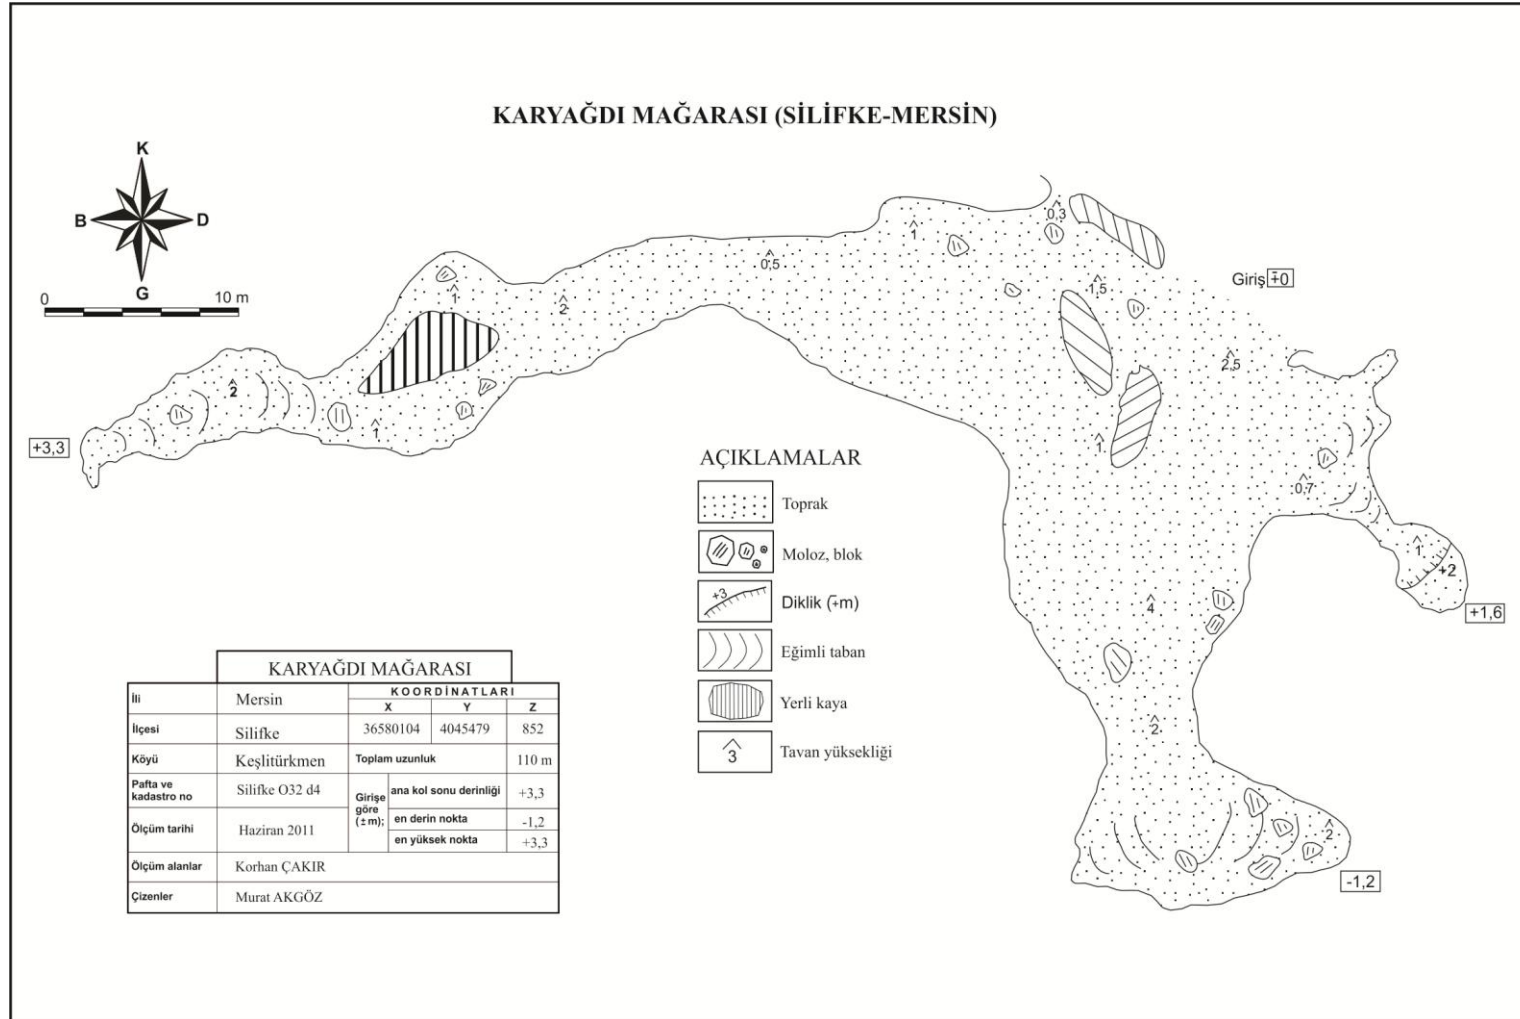 KARYAĞDI MAĞARASI (SİLİFKE-MERSİN)
K
B D
G
0 10 m
0,3
1
0,5
1,5
Giriş ∓0
1
2
2,5
2
1
1
+3,3
0,7
1
+2
+1,6
4
2
2
-1,2
AÇIKLAMALAR
Toprak
Moloz, blok
+3 Diklik (∓m)
Eğimli taban
Yerli kaya
3 Tavan yüksekliği
KARYAĞDI MAĞARASI
İli Mersin KOORDİNATLARI
X Y Z
İlçesi Silifke 36580104 4045479 852
Köyü Keşlitürkmen Toplam uzunluk 110 m
Pafta ve kadastro no Silifke O32 d4 Girişe göre (±m); ana kol sonu derinliği +3,3
Ölçüm tarihi Haziran 2011 en derin nokta -1,2
en yüksek nokta +3,3
Ölçüm alanlar Korhan ÇAKIR
Çizenler Murat AKGÖZ